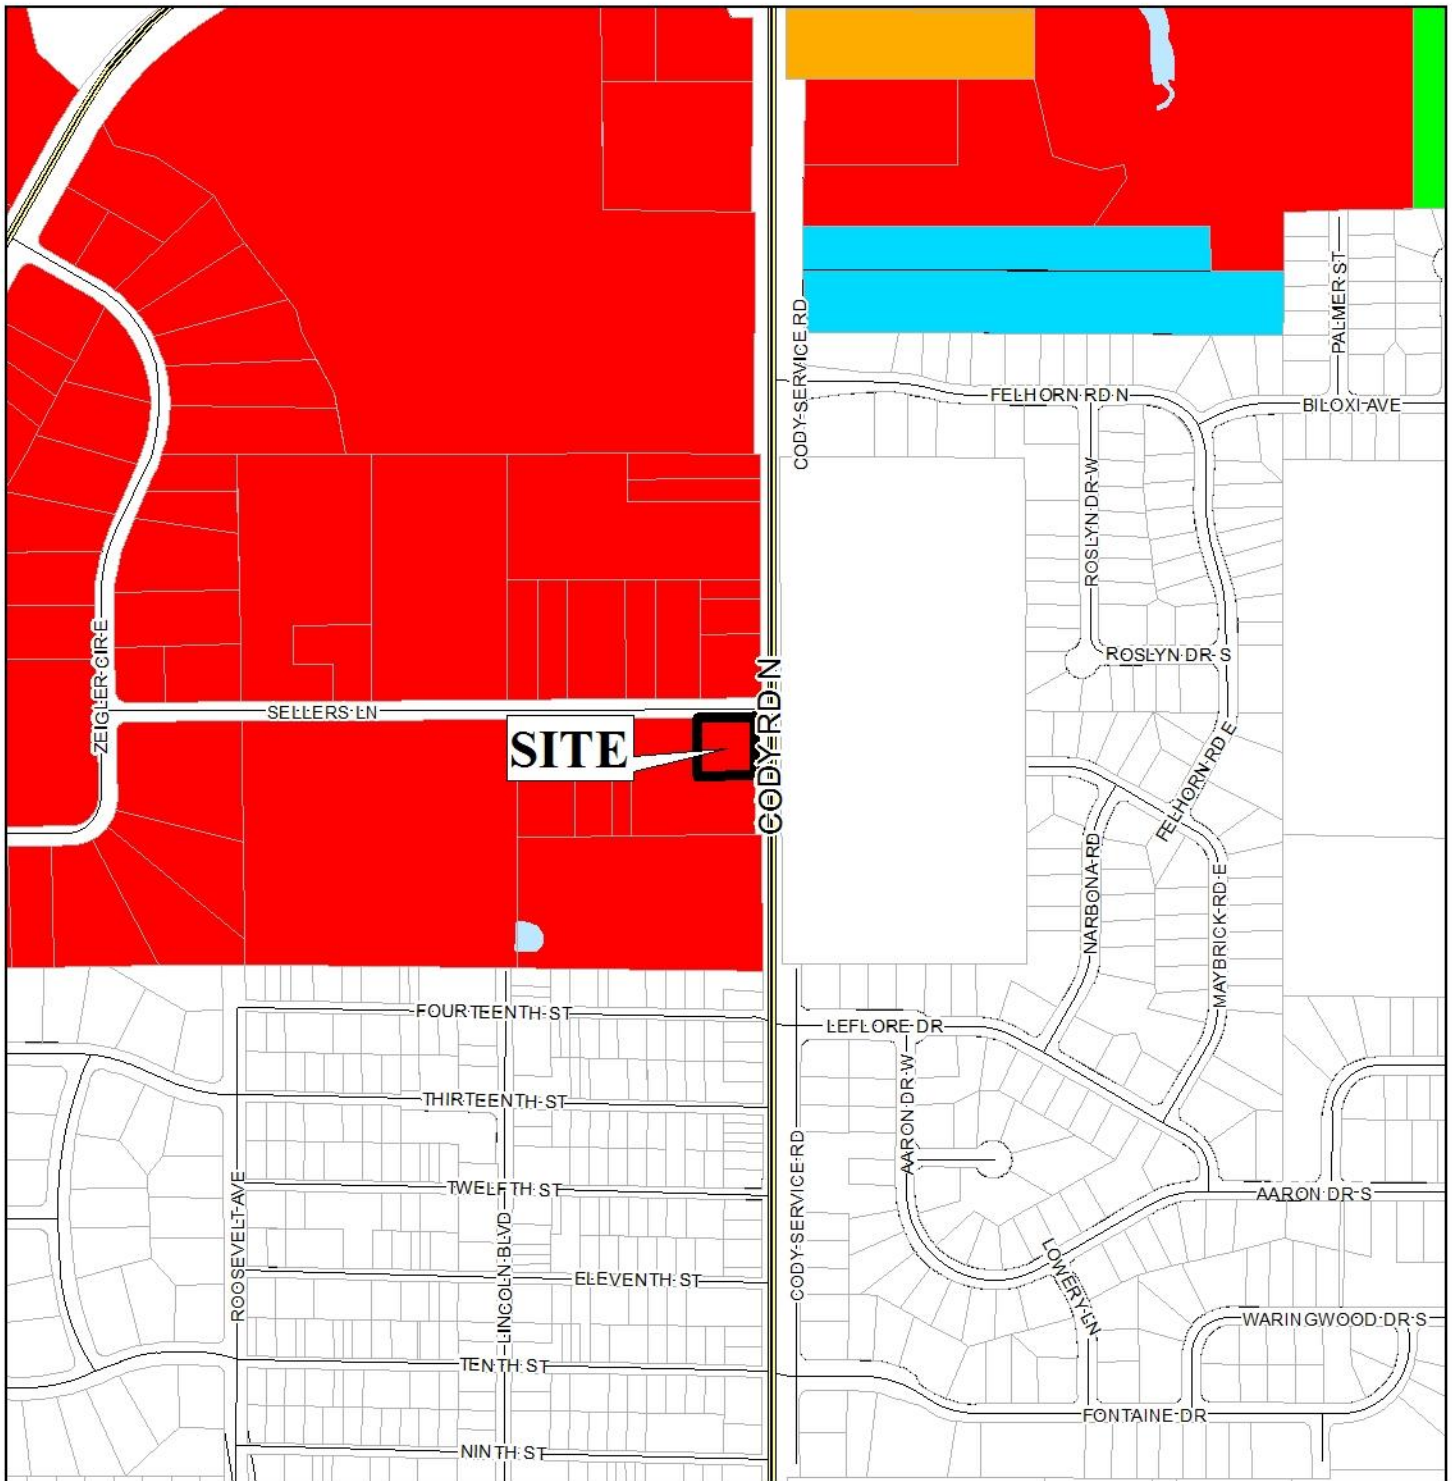 CODY SERVICE RD
PALMER ST
FELHORN RD N
BILOXI AVE
ROSLYN DR W
ZEIGLER CIR E
SELLERS LN
SITE
CODY RD N
ROSLYN DR S
FELHORN RD E
NARBONA RD
MAYBRICK RD E
FOURTEENTH ST
LEFLORE DR
THIRTEENTH ST
AARON DR W
TWELFTH ST
AARON DR S
ROOSEVELT AVE
LINCOLN BLVD
CODY SERVICE RD
ELEVENTH ST
LOWERY LN
WARINGWOOD DR S
TENTH ST
FONTAINE DR
NINTH ST